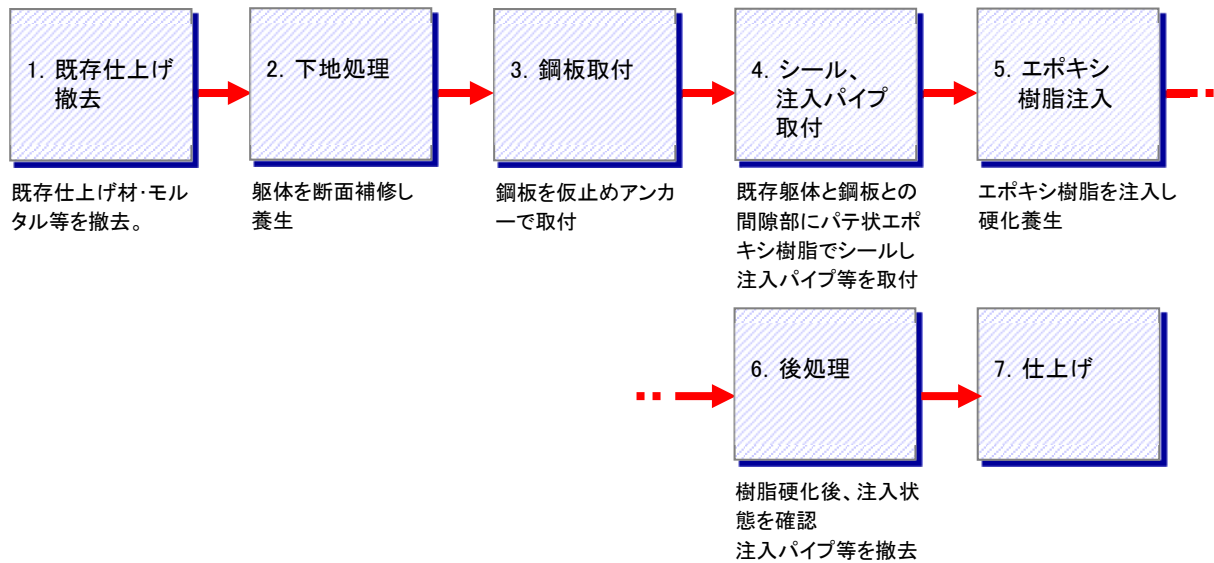 1. 既存仕上げ
撤去
2. 下地処理
3. 鋼板取付
4. シール、
注入パイプ
取付
5. エポキシ
樹脂注入
既存仕上げ材・モル
タル等を撤去。
躯体を断面補修し
養生
鋼板を仮止めアンカ
ーで取付
既存躯体と鋼板との
間隙部にパテ状エポ
キシ樹脂でシールし
注入パイプ等を取付
エポキシ樹脂を注入し
硬化養生
6. 後処理
7. 仕上げ
樹脂硬化後、注入状
態を確認
注入パイプ等を撤去